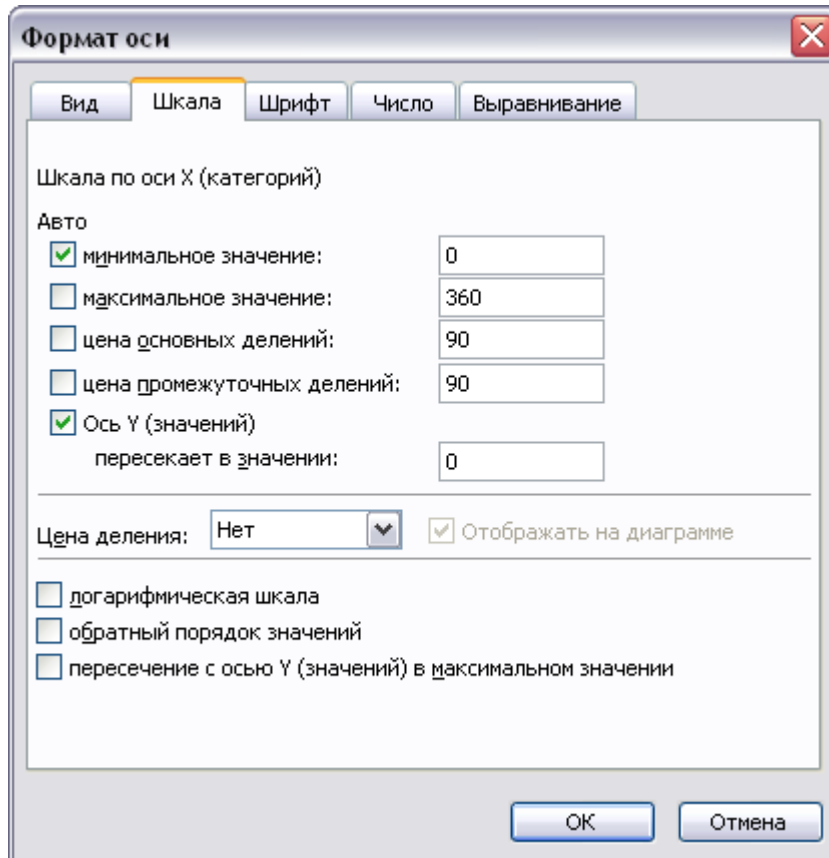 Формат оси
Вид Шкала Шрифт Число Выравнивание
Шкала по оси X (категорий)
Авто
минимальное значение: 0
максимальное значение: 360
цена основных делений: 90
цена промежуточных делений: 90
Ось Y (значений)
пересекает в значении: 0
Цена деления: Нет Отображать на диаграмме
логарифмическая шкала
обратный порядок значений
пересечение с осью Y (значений) в максимальном значении
ОК Отмена